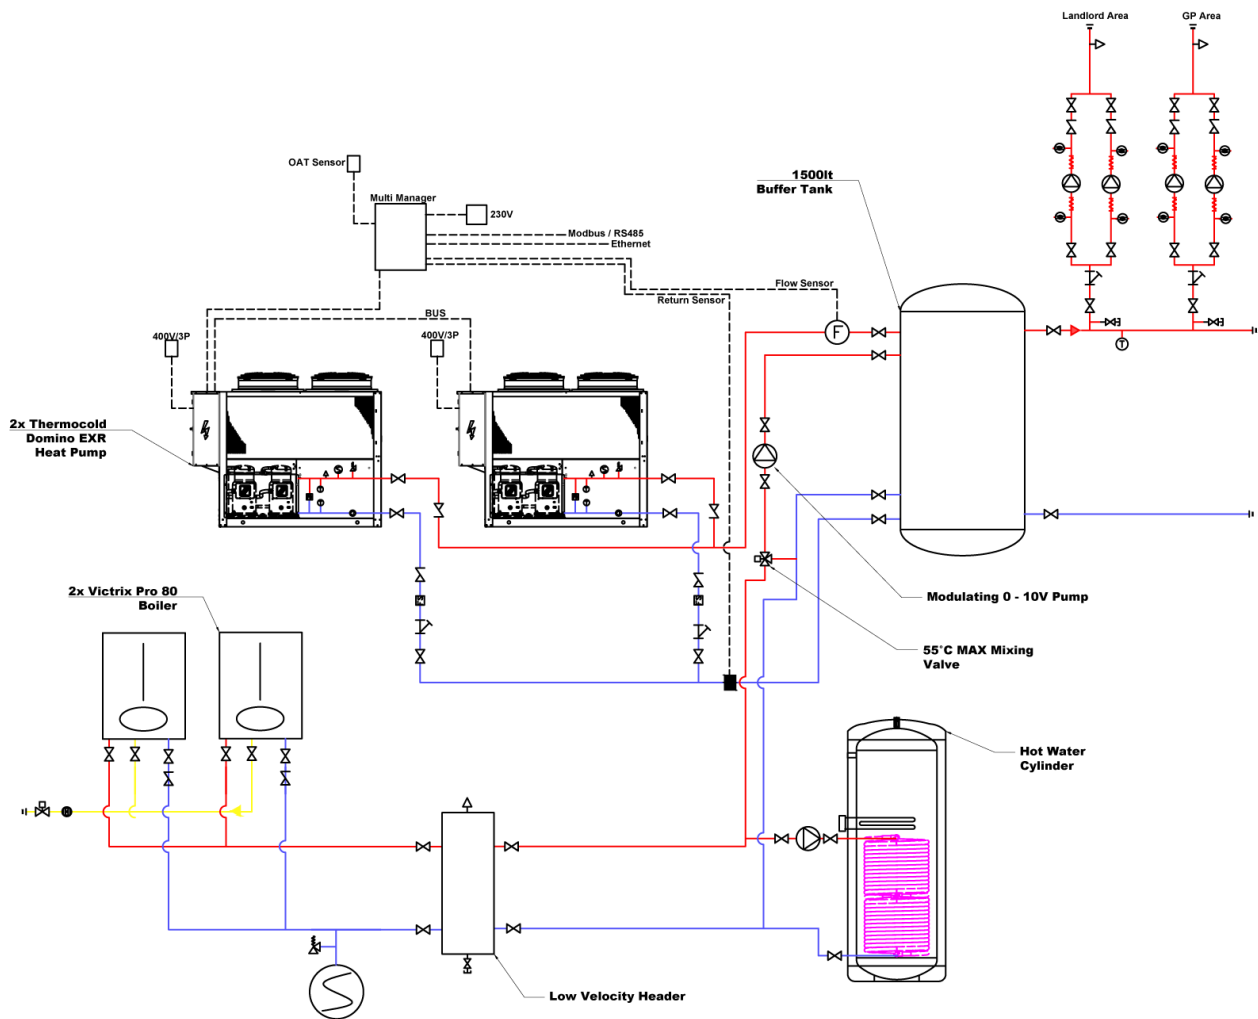 Landlord Area
GP Area
OAT Sensor
1500lt
Buffer Tank
Multi Manager
230V
Modbus / RS485
Ethernet
Flow Sensor
Return Sensor
BUS
400V/3P
400V/3P
F
T
2x Thermocold
Domino EXR
Heat Pump
2x Victrix Pro 80
Boiler
Modulating 0 - 10V Pump
55°C MAX Mixing
Valve
Hot Water
Cylinder
Low Velocity Header